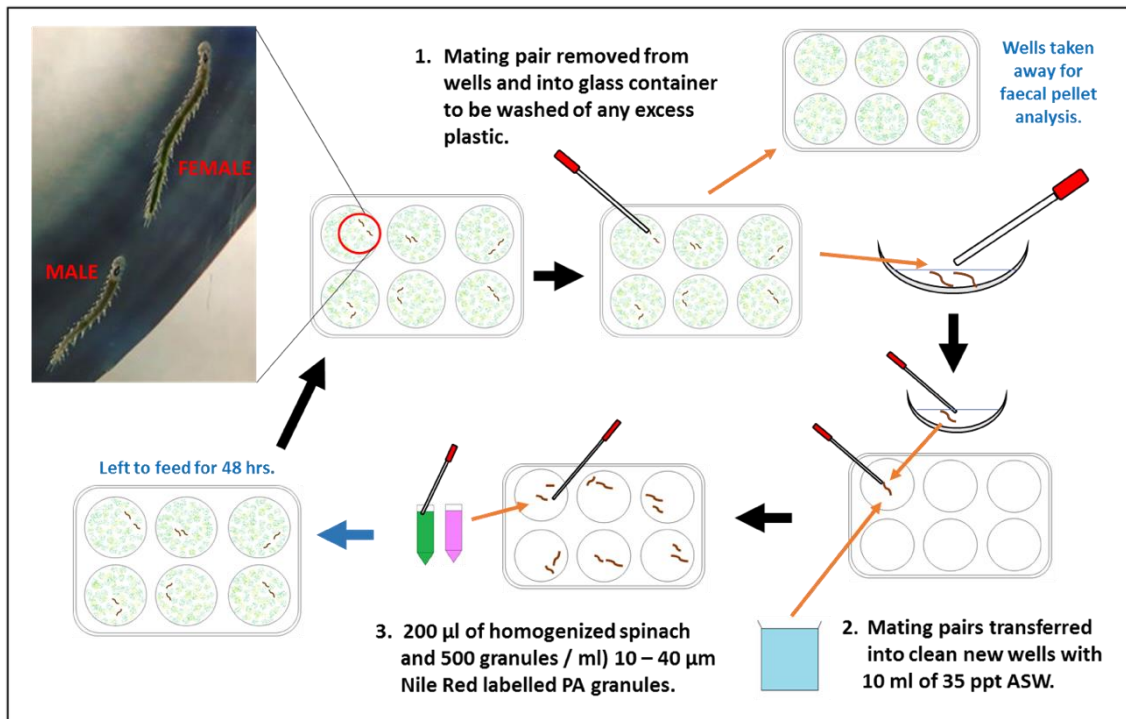 FEMALE
MALE
1. Mating pair removed from
wells and into glass container
to be washed of any excess
plastic.
Wells taken
away for
faecal pellet
analysis.
Left to feed for 48 hrs.
3. 200 µl of homogenized spinach
and 500 granules / ml) 10 – 40 µm
Nile Red labelled PA granules.
2. Mating pairs transferred
into clean new wells with
10 ml of 35 ppt ASW.